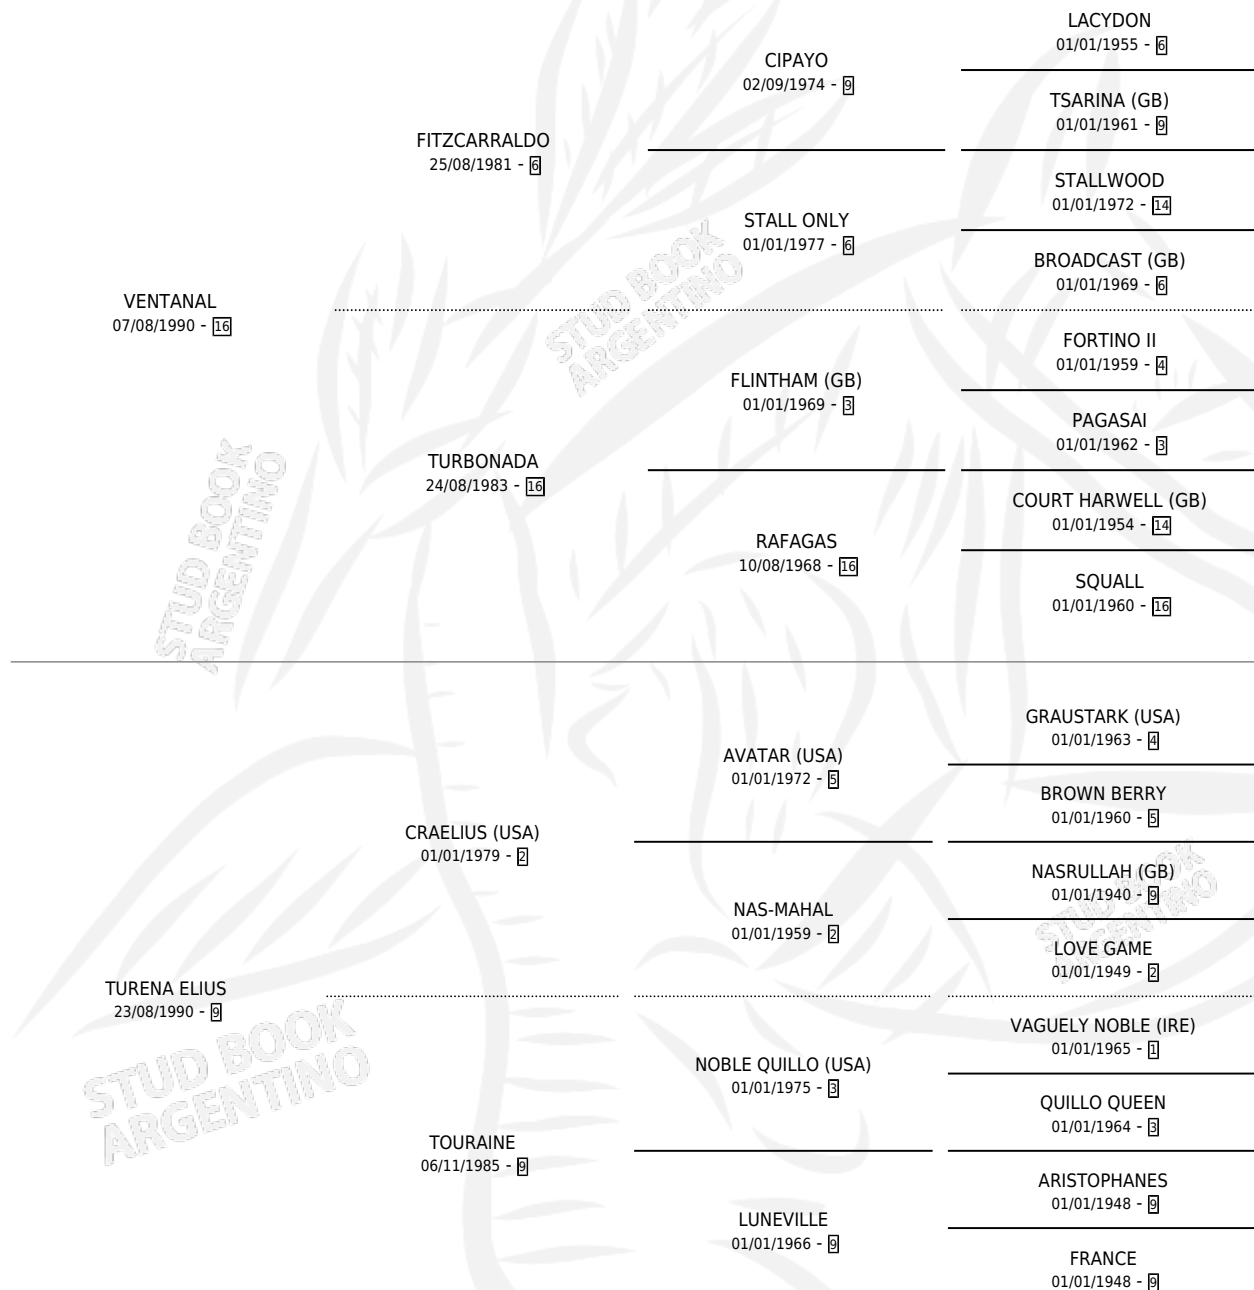 LACYDON
01/01/1955 - 6
CIPAYO
02/09/1974 - 9
TSARINA (GB)
01/01/1961 - 9
FITZCARRALDO
25/08/1981 - 6
STALLWOOD
01/01/1972 - 14
STALL ONLY
01/01/1977 - 6
BROADCAST (GB)
01/01/1969 - 6
VENTANAL
07/08/1990 - 16
STUD BOOK
ARGENTINO
FORTINO II
01/01/1959 - 4
FLINTHAM (GB)
01/01/1969 - 3
PAGASAI
01/01/1962 - 3
TURBONADA
24/08/1983 - 16
COURT HARWELL (GB)
01/01/1954 - 14
RAFAGAS
10/08/1968 - 16
SQUALL
01/01/1960 - 16
STUD BOOK
ARGENTINO
GRAUSTARK (USA)
01/01/1963 - 4
AVATAR (USA)
01/01/1972 - 5
BROWN BERRY
01/01/1960 - 5
CRAELIUS (USA)
01/01/1979 - 2
NASRULLAH (GB)
01/01/1940 - 9
NAS-MAHAL
01/01/1959 - 2
STUD BOOK
ARGENTINO
LOVE GAME
01/01/1949 - 2
TURENA ELIUS
23/08/1990 - 9
VAGUELY NOBLE (IRE)
01/01/1965 - 1
NOBLE QUILLO (USA)
01/01/1975 - 3
QUILLO QUEEN
01/01/1964 - 3
STUD BOOK
ARGENTINO
TOURAINE
06/11/1985 - 9
ARISTOPHANES
01/01/1948 - 9
LUNEVILLE
01/01/1966 - 9
FRANCE
01/01/1948 - 9